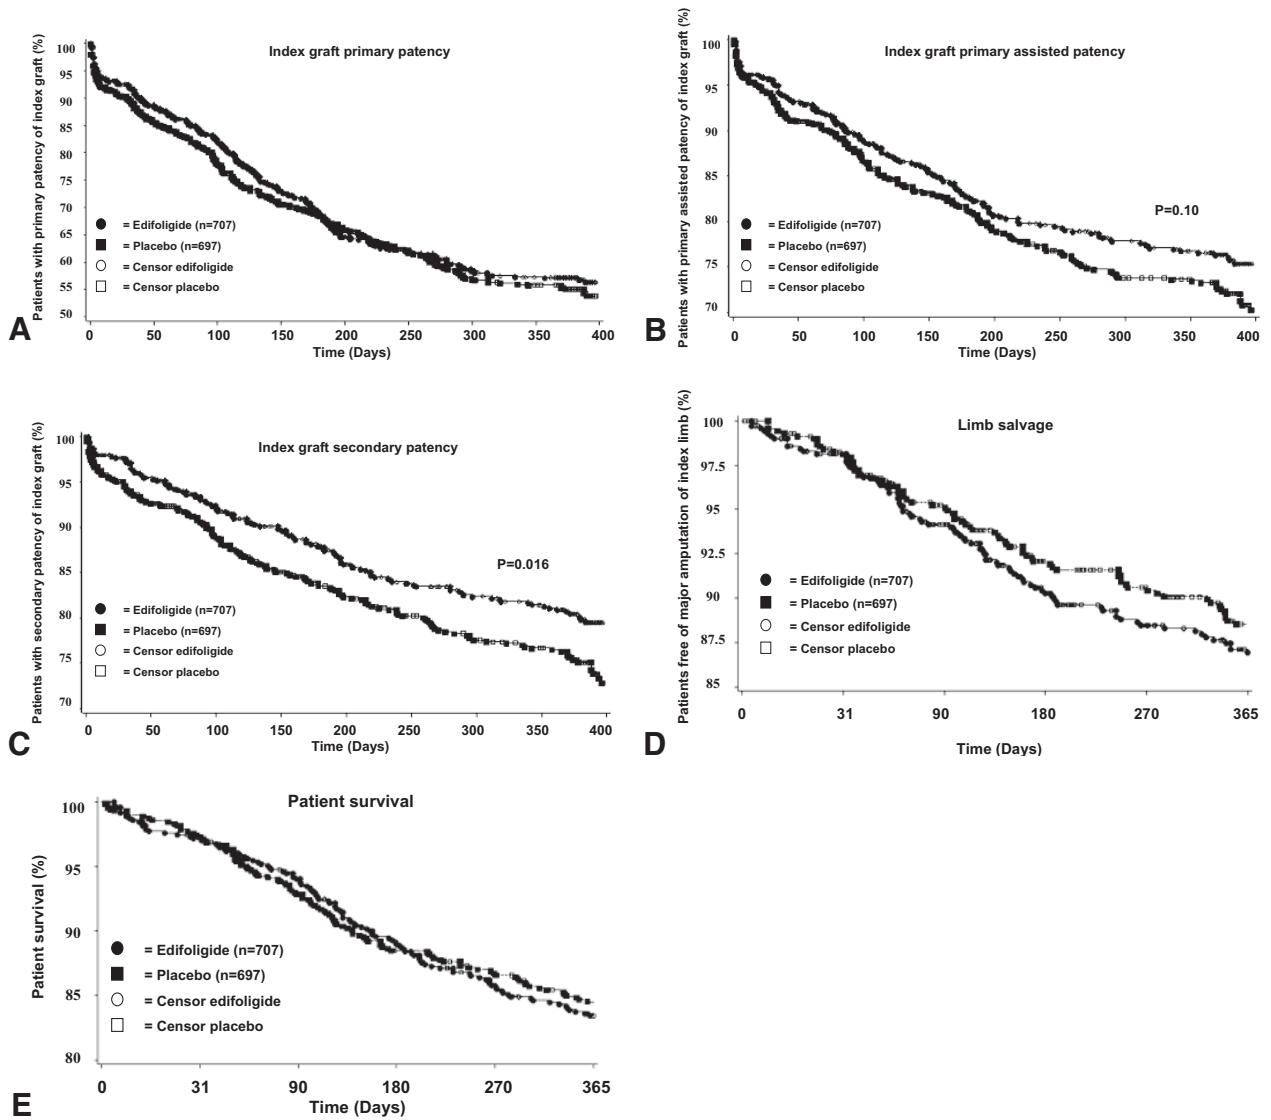 Index graft primary patency
Patients with primary patency of index graft (%)
100
95
90
85
80
75
70
65
60
55
50
= Edifoligide (n=707)
= Placebo (n=697)
= Censor edifoligide
= Censor placebo
0 50 100 150 200 250 300 350 400
Time (Days)
A
Index graft primary assisted patency
Patients with primary assisted patency of index graft (%)
100
95
90
85
80
75
70
P=0.10
= Edifoligide (n=707)
= Placebo (n=697)
= Censor edifoligide
= Censor placebo
0 50 100 150 200 250 300 350 400
Time (Days)
B
Index graft secondary patency
Patients with secondary patency of index graft (%)
100
95
90
85
80
75
70
P=0.016
= Edifoligide (n=707)
= Placebo (n=697)
= Censor edifoligide
= Censor placebo
0 50 100 150 200 250 300 350 400
Time (Days)
C
Limb salvage
Patients free of major amputation of index limb (%)
100
97.5
95
92.5
90
87.5
85
= Edifoligide (n=707)
= Placebo (n=697)
= Censor edifoligide
= Censor placebo
0 31 90 180 270 365
Time (Days)
D
Patient survival
Patient survival (%)
100
95
90
85
80
= Edifoligide (n=707)
= Placebo (n=697)
= Censor edifoligide
= Censor placebo
0 31 90 180 270 365
Time (Days)
E